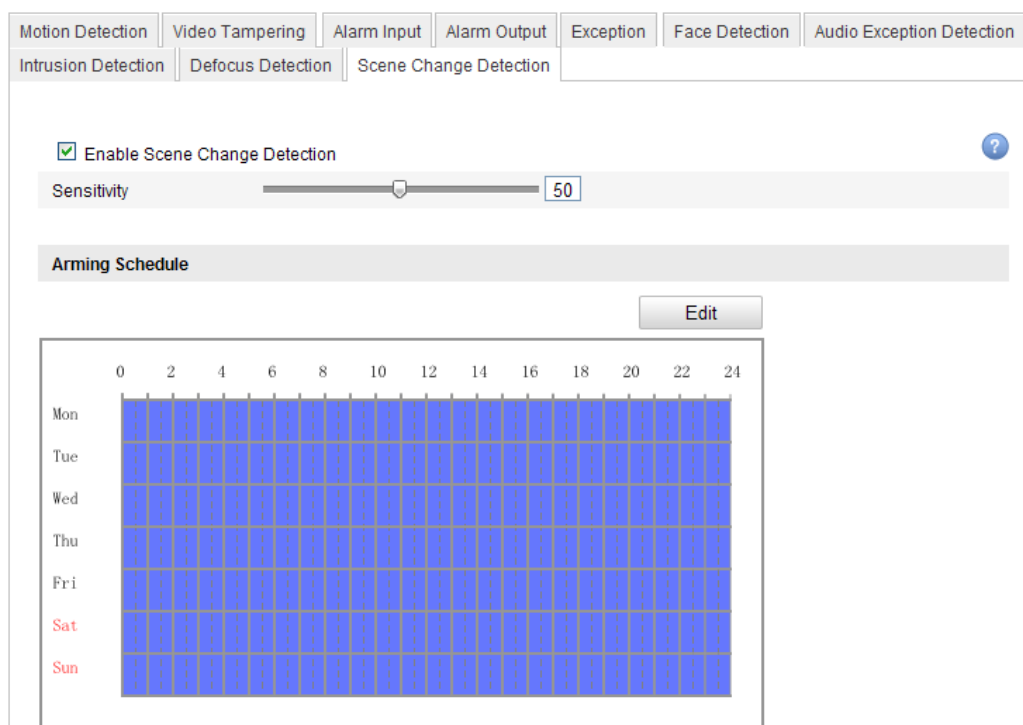 Motion Detection Video Tampering Alarm Input Alarm Output Exception Face Detection Audio Exception Detection
Intrusion Detection Defocus Detection Scene Change Detection
Enable Scene Change Detection ?
Sensitivity 50
Arming Schedule
Edit
0 2 4 6 8 10 12 14 16 18 20 22 24
Mon
Tue
Wed
Thu
Fri
Sat
Sun